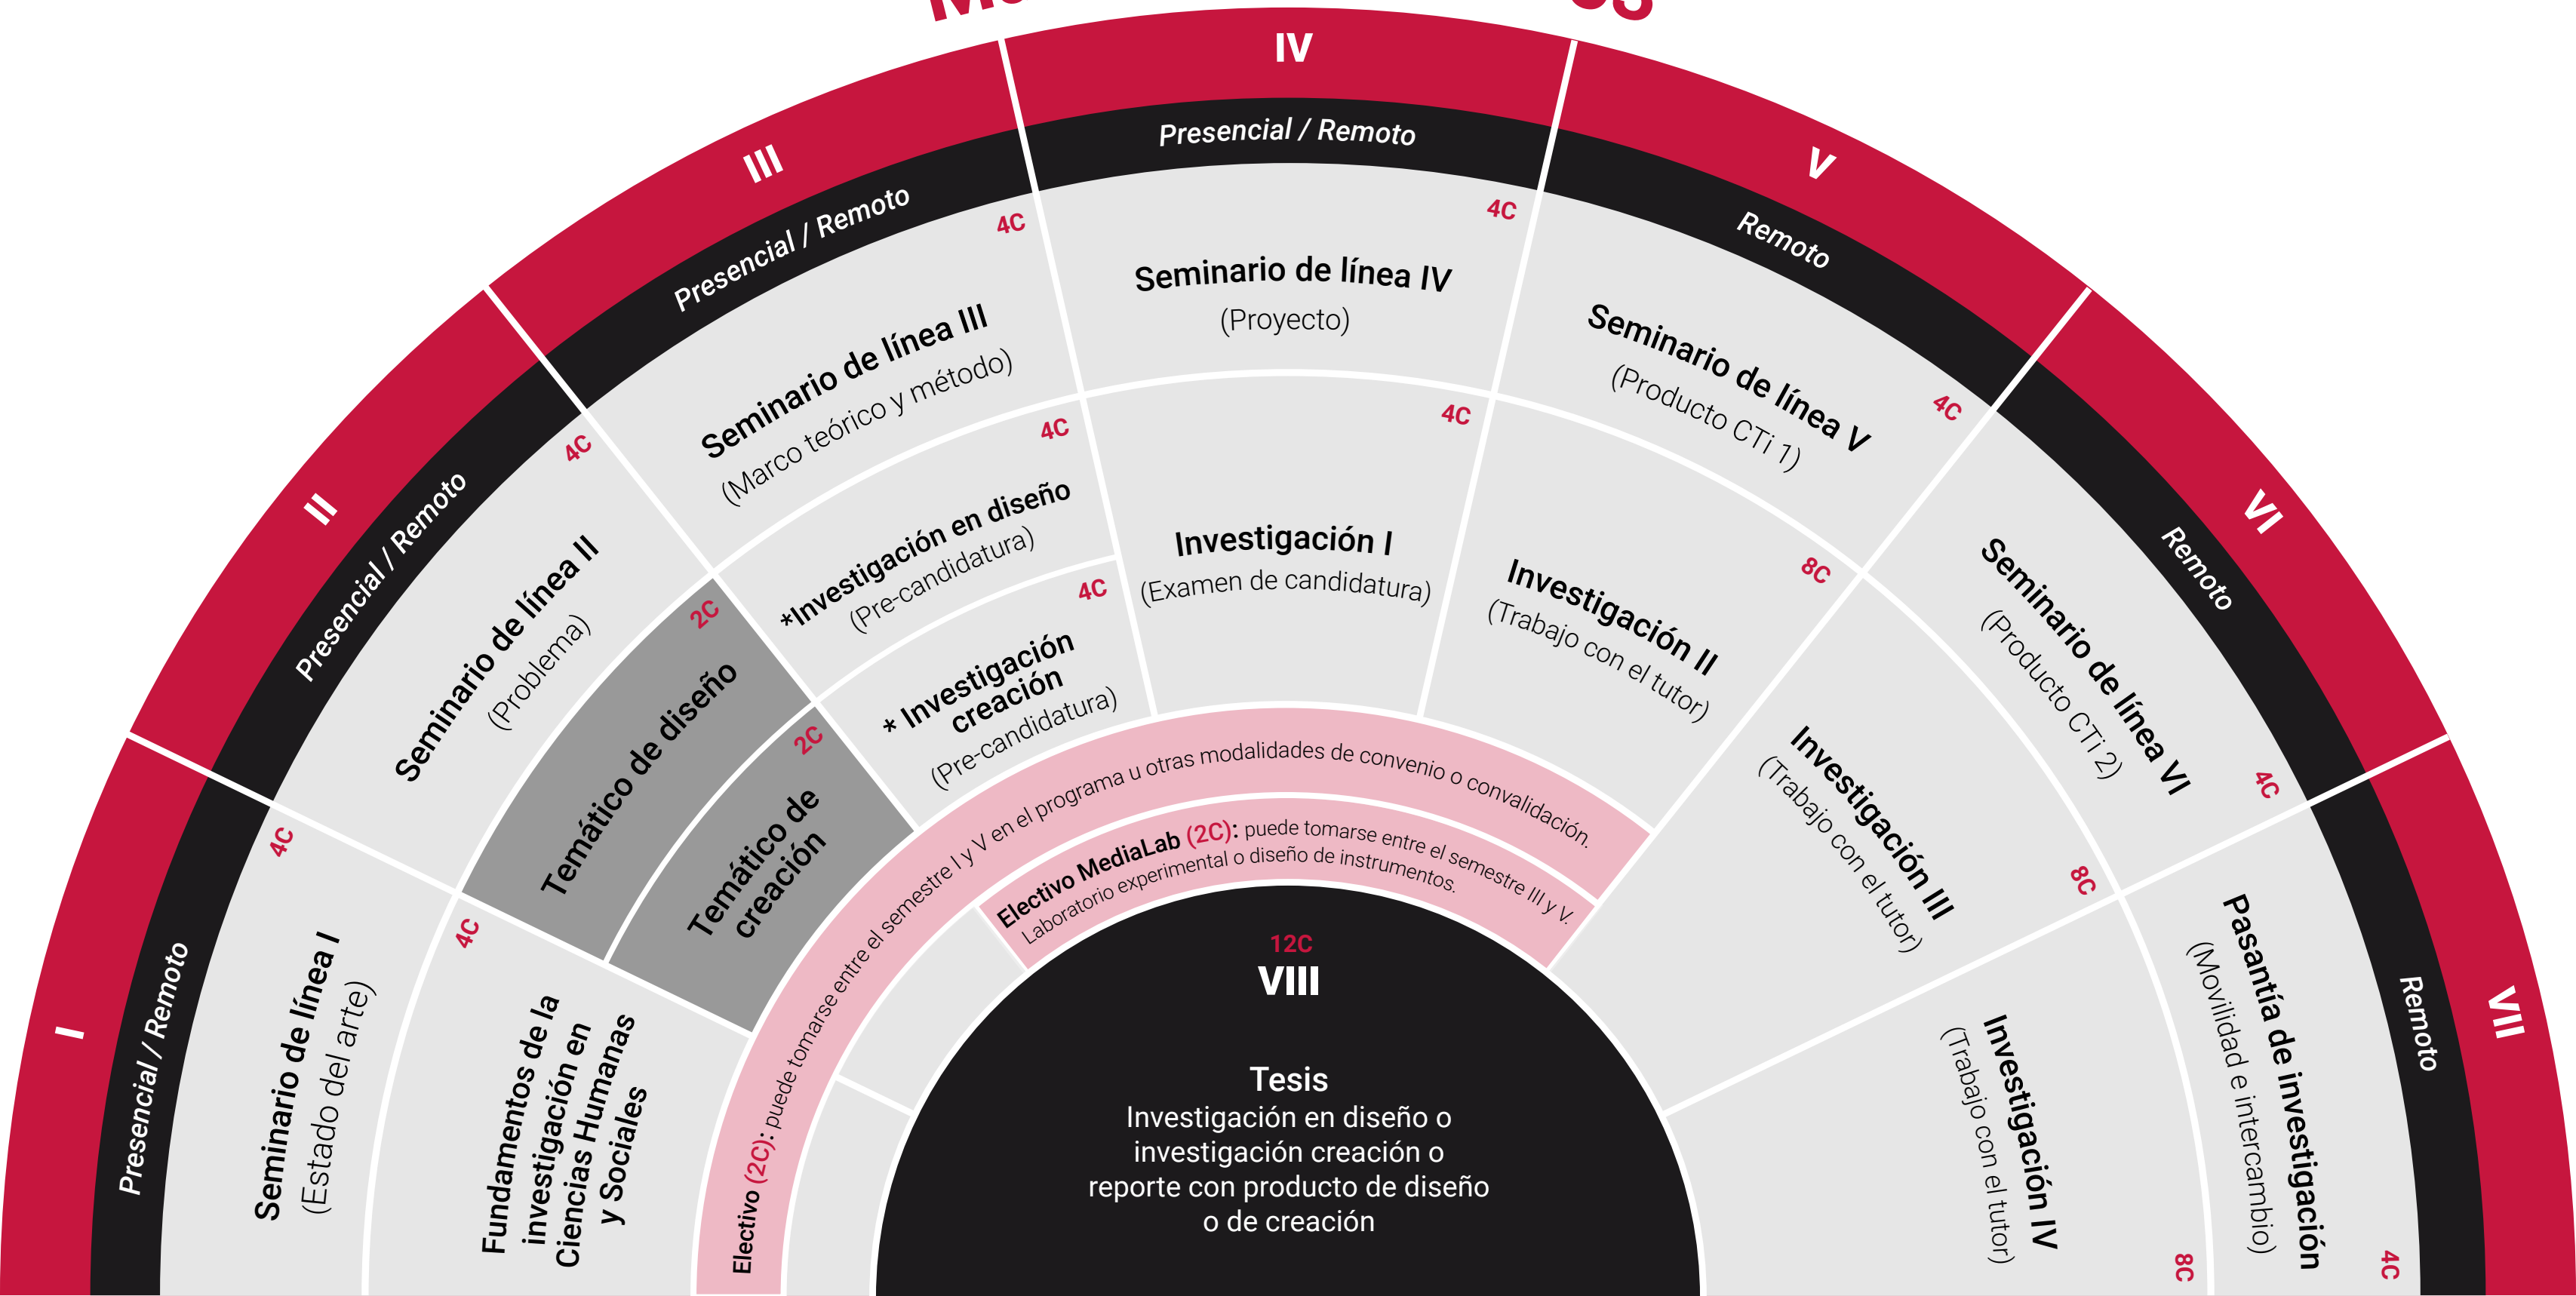 I
Presencial / Remoto
4C
Seminario de línea I
(Estado del arte)
4C
Fundamentos de la
investigación en
Ciencias Humanas
y Sociales
II
Presencial / Remoto
4C
Seminario de línea II
(Problema)
2C
Temático de diseño
2C
Temático de
creación
III
Presencial / Remoto
4C
Seminario de línea III
(Marco teórico y método)
4C
*Investigación en diseño
(Pre-candidatura)
4C
* Investigación
creación
(Pre-candidatura)
IV
Presencial / Remoto
4C
Seminario de línea IV
(Proyecto)
4C
Investigación I
(Examen de candidatura)
V
Remoto
4C
Seminario de línea V
(Producto CTi 1)
8C
Investigación II
(Trabajo con el tutor)
VI
Remoto
4C
Seminario de línea VI
(Producto CTi 2)
8C
Investigación III
(Trabajo con el tutor)
VII
Remoto
4C
Pasantía de investigación
(Movilidad e intercambio)
8C
Investigación IV
(Trabajo con el tutor)
Electivo (2C): puede tomarse entre el semestre I y V en el programa u otras modalidades de convenio o convalidación.
Electivo MediaLab (2C): puede tomarse entre el semestre III y V.
Laboratorio experimental o diseño de instrumentos.
12C
VIII
Tesis
Investigación en diseño o
investigación creación o
reporte con producto de diseño
o de creación